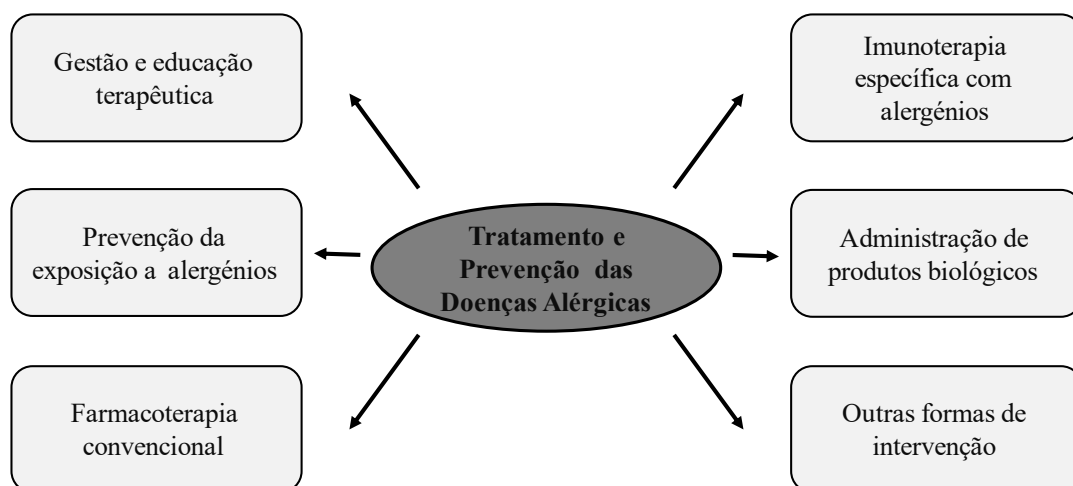 Gestão e educação
terapêutica
Imunoterapia
específica com
alergénios
Prevenção da
exposição a alergénios
Tratamento e
Prevenção das
Doenças Alérgicas
Administração de
produtos biológicos
Farmacoterapia
convencional
Outras formas de
intervenção